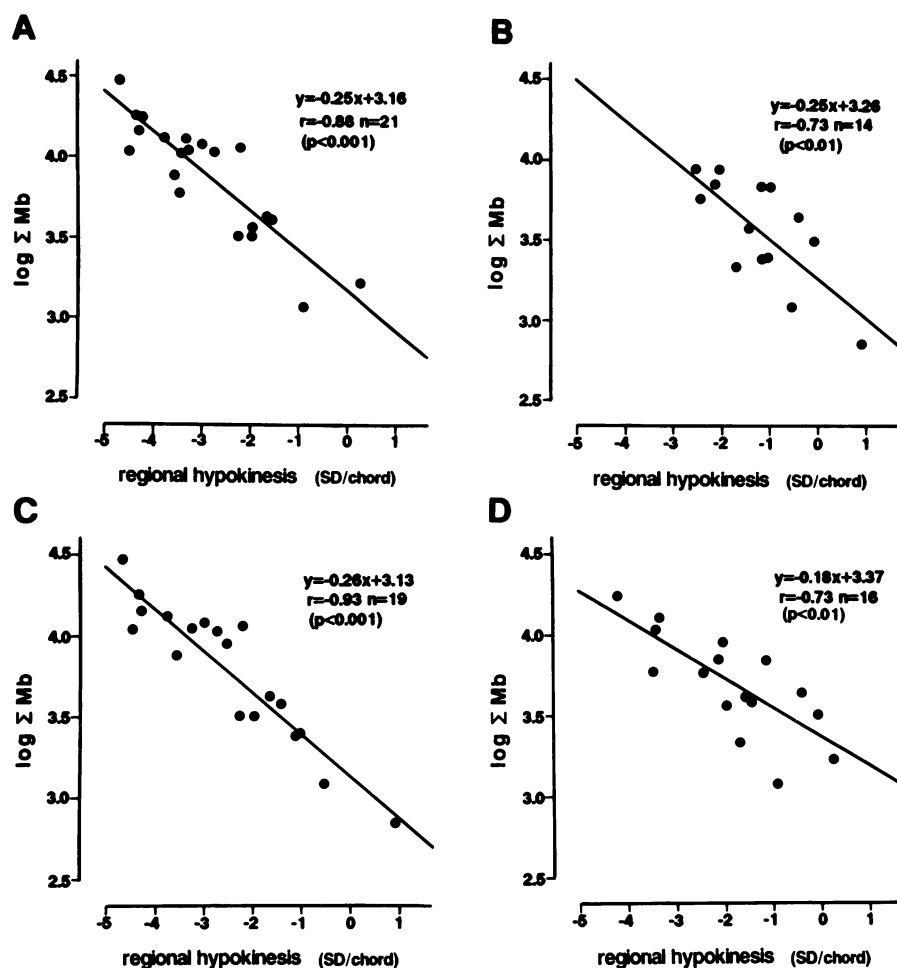 A
4.5
4.0
3.5
3.0
2.5
log Σ Mb
y=-0.25x+3.16
r=-0.86 n=21
(p<0.001)
-5 -4 -3 -2 -1 0 1
regional hypokinesis (SD/chord)
B
4.5
4.0
3.5
3.0
2.5
log Σ Mb
y=-0.25x+3.26
r=-0.73 n=14
(p<0.01)
-5 -4 -3 -2 -1 0 1
regional hypokinesis (SD/chord)
C
4.5
4.0
3.5
3.0
2.5
log Σ Mb
y=-0.26x+3.13
r=-0.93 n=19
(p<0.001)
-5 -4 -3 -2 -1 0 1
regional hypokinesis (SD/chord)
D
4.5
4.0
3.5
3.0
2.5
log Σ Mb
y=-0.18x+3.37
r=-0.73 n=16
(p<0.01)
-5 -4 -3 -2 -1 0 1
regional hypokinesis (SD/chord)